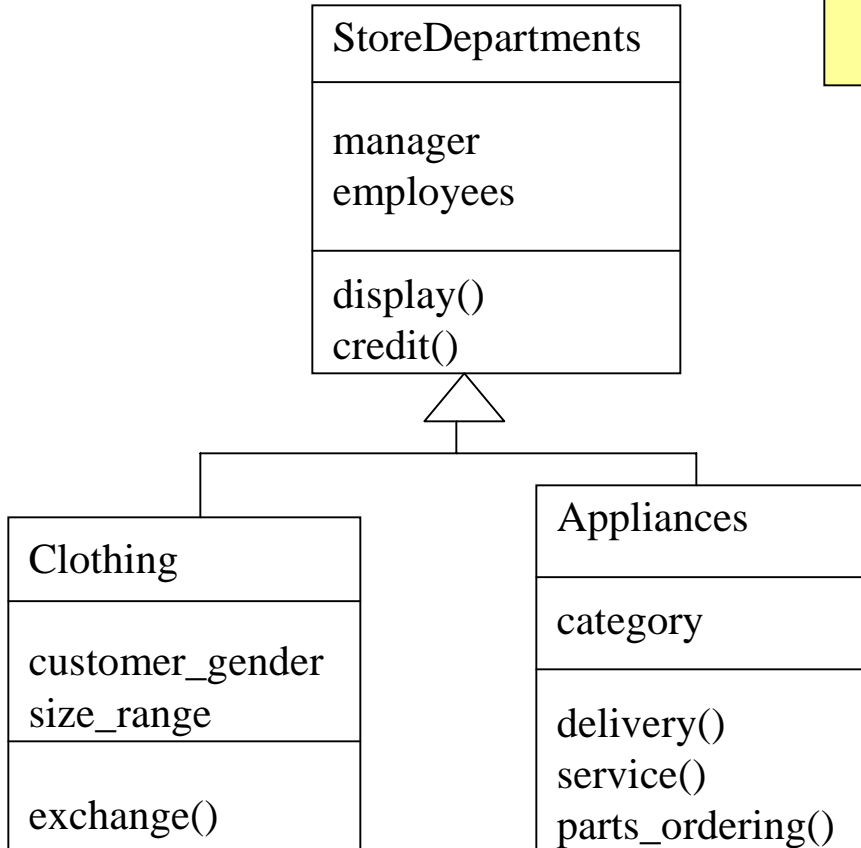 StoreDepartments
manager
employees
display()
credit()
Clothing
customer_gender
size_range
exchange()
Appliances
category
delivery()
service()
parts_ordering()